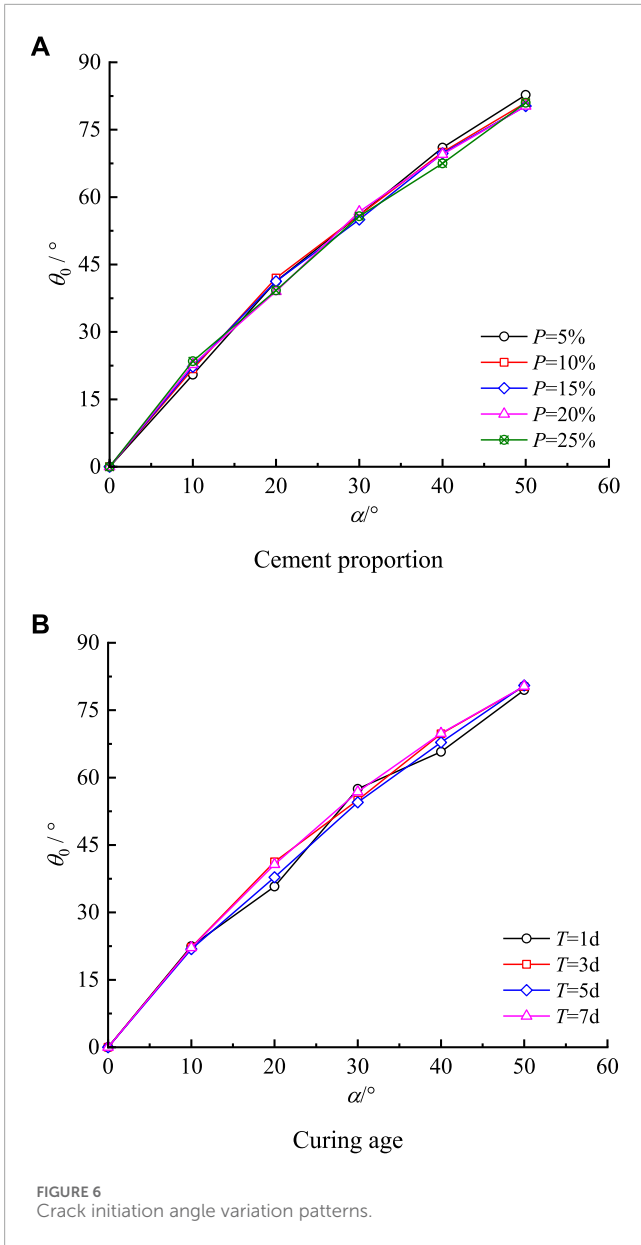 A
90
75
60
45
30
15
0
θ0 / °
P=5%
P=10%
P=15%
P=20%
P=25%
0 10 20 30 40 50 60
α/°
Cement proportion
B
90
75
60
45
30
15
0
θ0 / °
T=1d
T=3d
T=5d
T=7d
0 10 20 30 40 50 60
α/°
Curing age
FIGURE 6
Crack initiation angle variation patterns.